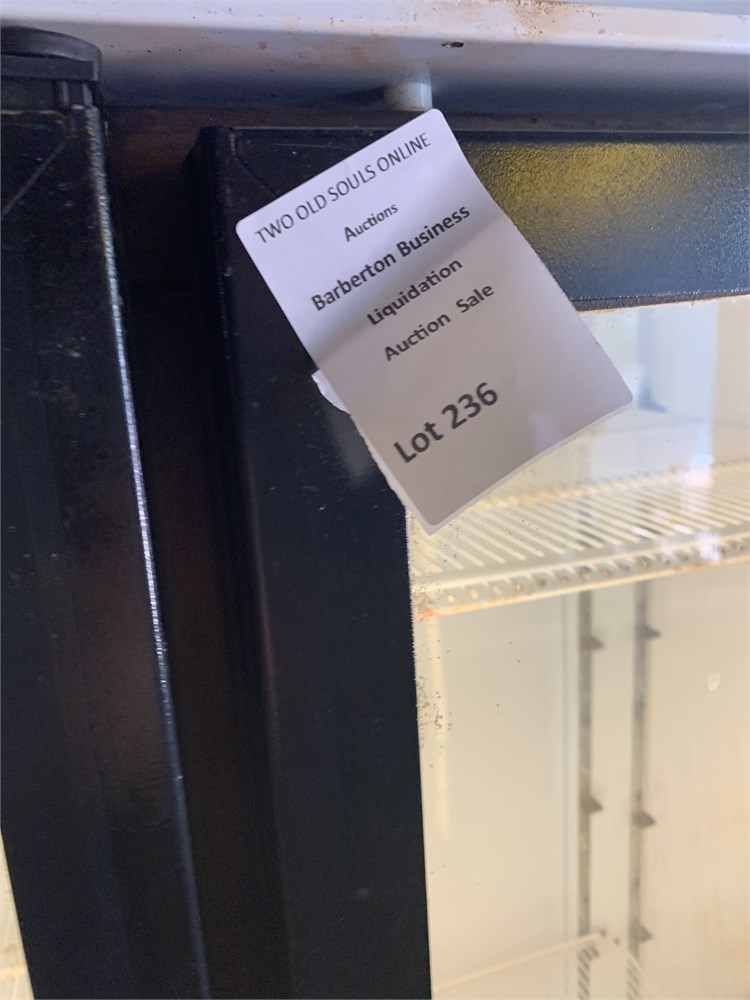 TWO OLD SOULS ONLINE
Auctions
Barberton Business
Liquidation
Auction Sale
Lot 236